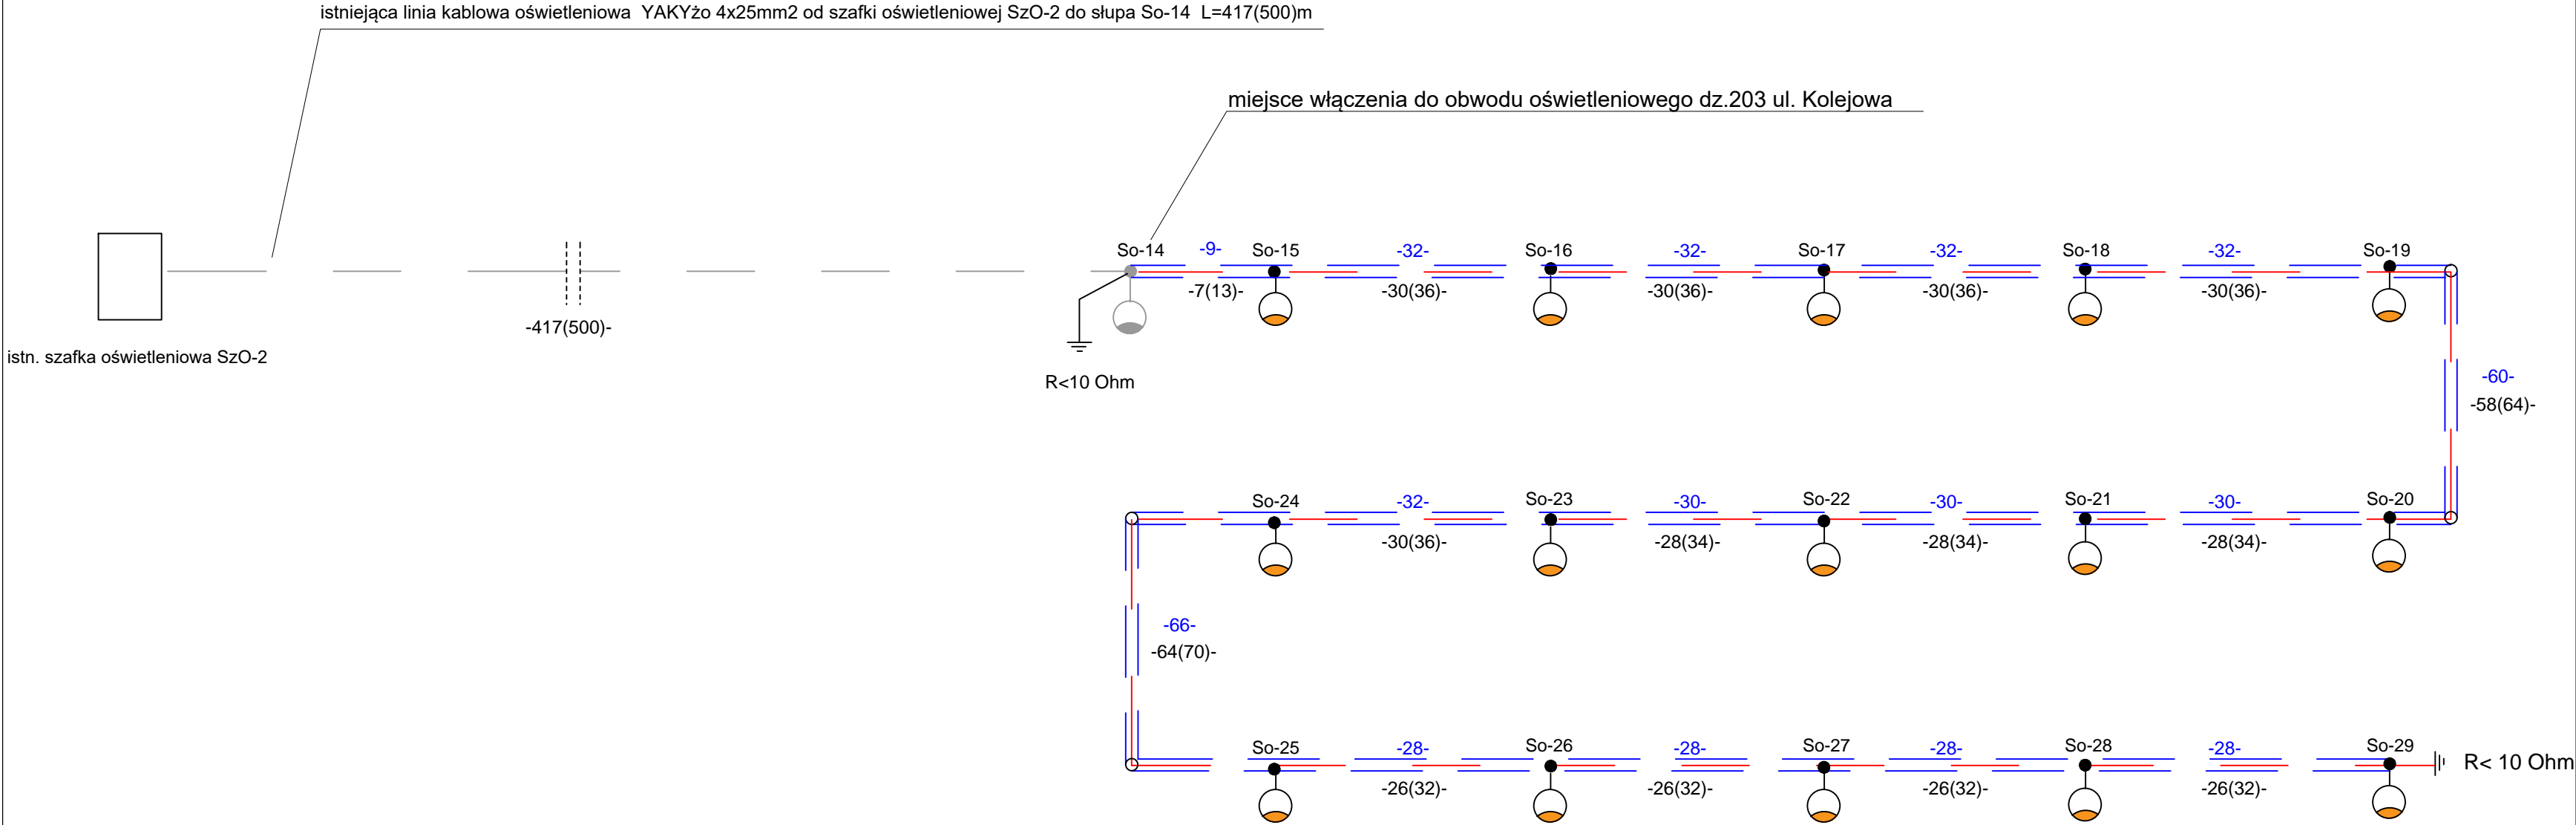 istniejąca linia kablowa oświetleniowa  YAKYżo 4x25mm2 od szafki oświetleniowej SzO-2 do słupa So-14  L=417(500)m
miejsce włączenia do obwodu oświetleniowego dz.203 ul. Kolejowa
So-14 -9- So-15 -32- So-16 -32- So-17 -32- So-18 -32- So-19
-7(13)- -30(36)- -30(36)- -30(36)- -30(36)-
-417(500)-
istn. szafka oświetleniowa SzO-2
R<10 Ohm
-60-
-58(64)-
So-24 -32- So-23 -30- So-22 -30- So-21 -30- So-20
-30(36)- -28(34)- -28(34)- -28(34)-
-66-
-64(70)-
So-25 -28- So-26 -28- So-27 -28- So-28 -28- So-29
R< 10 Ohm
-26(32)- -26(32)- -26(32)- -26(32)-